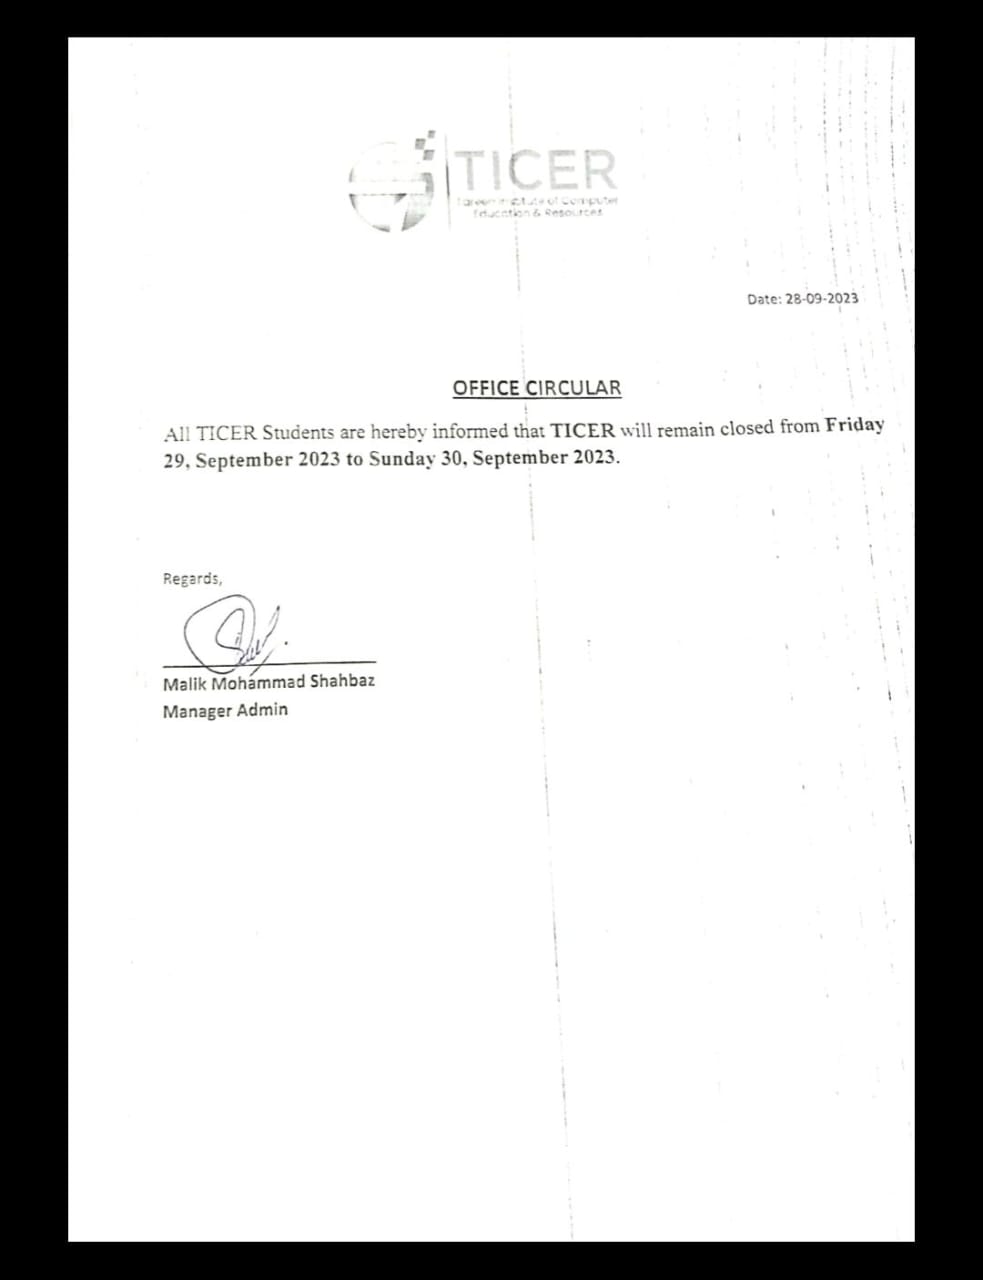 TICER
Tareen Institute of Computer
Education & Resources
Date: 28-09-2023
OFFICE CIRCULAR
All TICER Students are hereby informed that TICER will remain closed from Friday
29, September 2023 to Sunday 30, September 2023.
Regards,
Malik Mohammad Shahbaz
Manager Admin